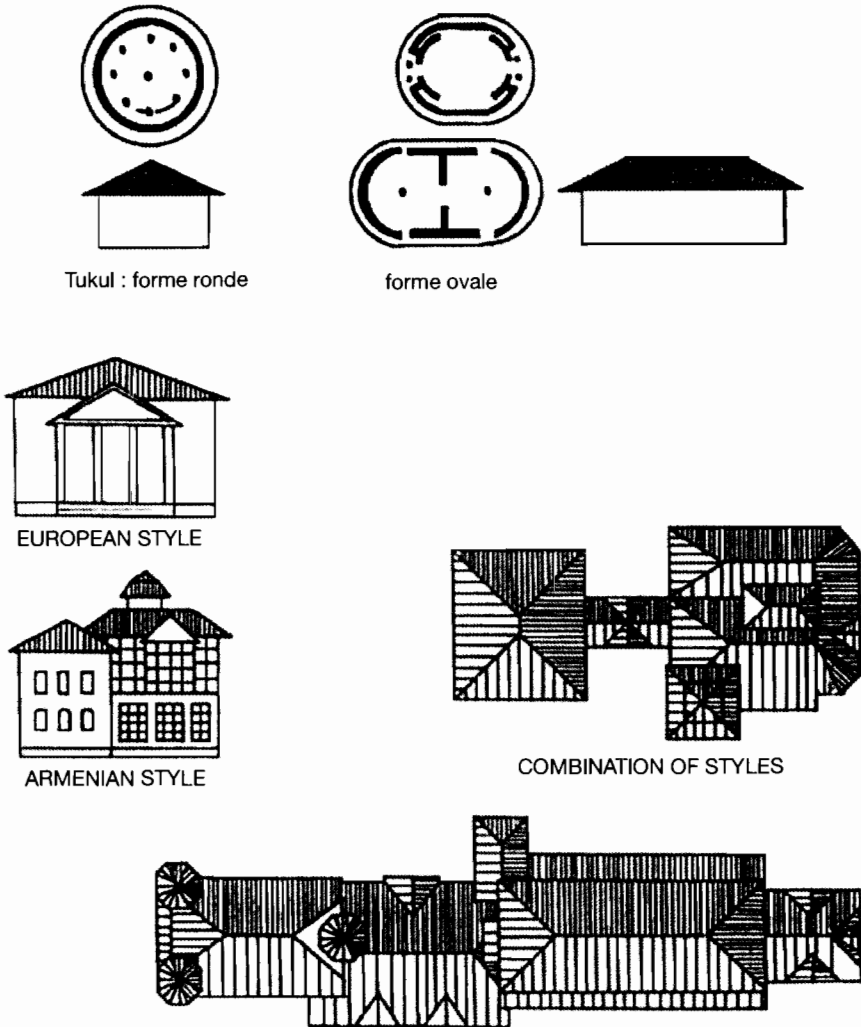 Tukul : forme ronde
forme ovale
EUROPEAN STYLE
ARMENIAN STYLE
COMBINATION OF STYLES